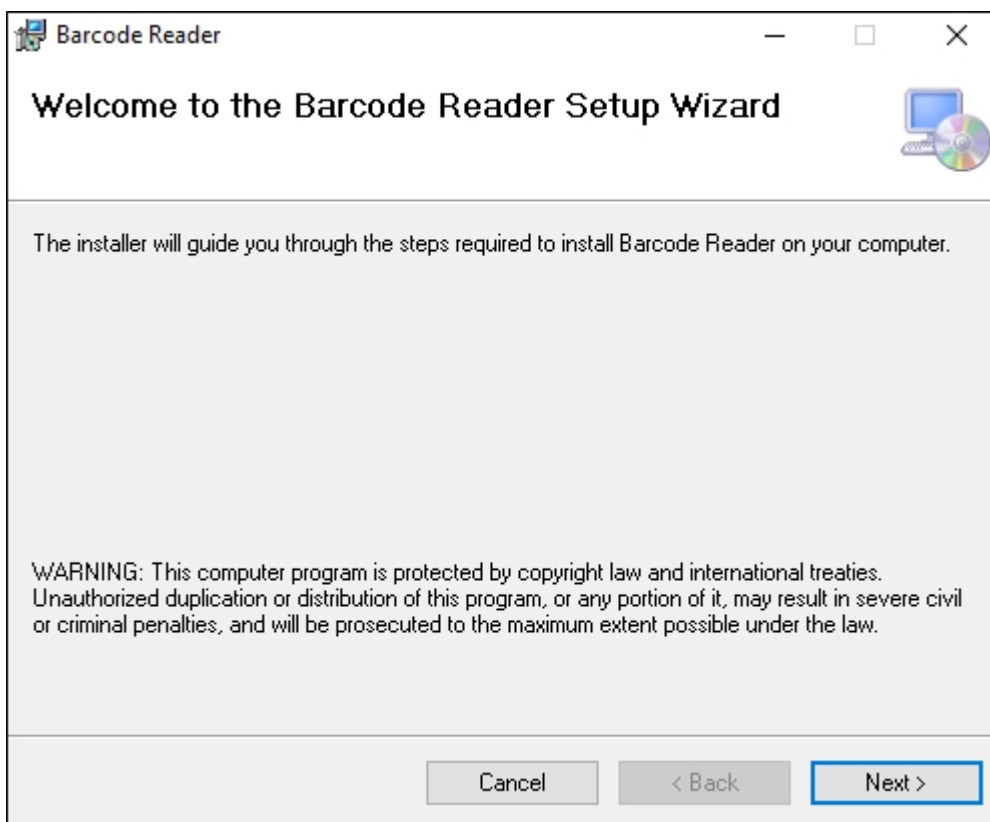 Barcode Reader
Welcome to the Barcode Reader Setup Wizard
The installer will guide you through the steps required to install Barcode Reader on your computer.
WARNING: This computer program is protected by copyright law and international treaties.
Unauthorized duplication or distribution of this program, or any portion of it, may result in severe civil
or criminal penalties, and will be prosecuted to the maximum extent possible under the law.
Cancel < Back Next >